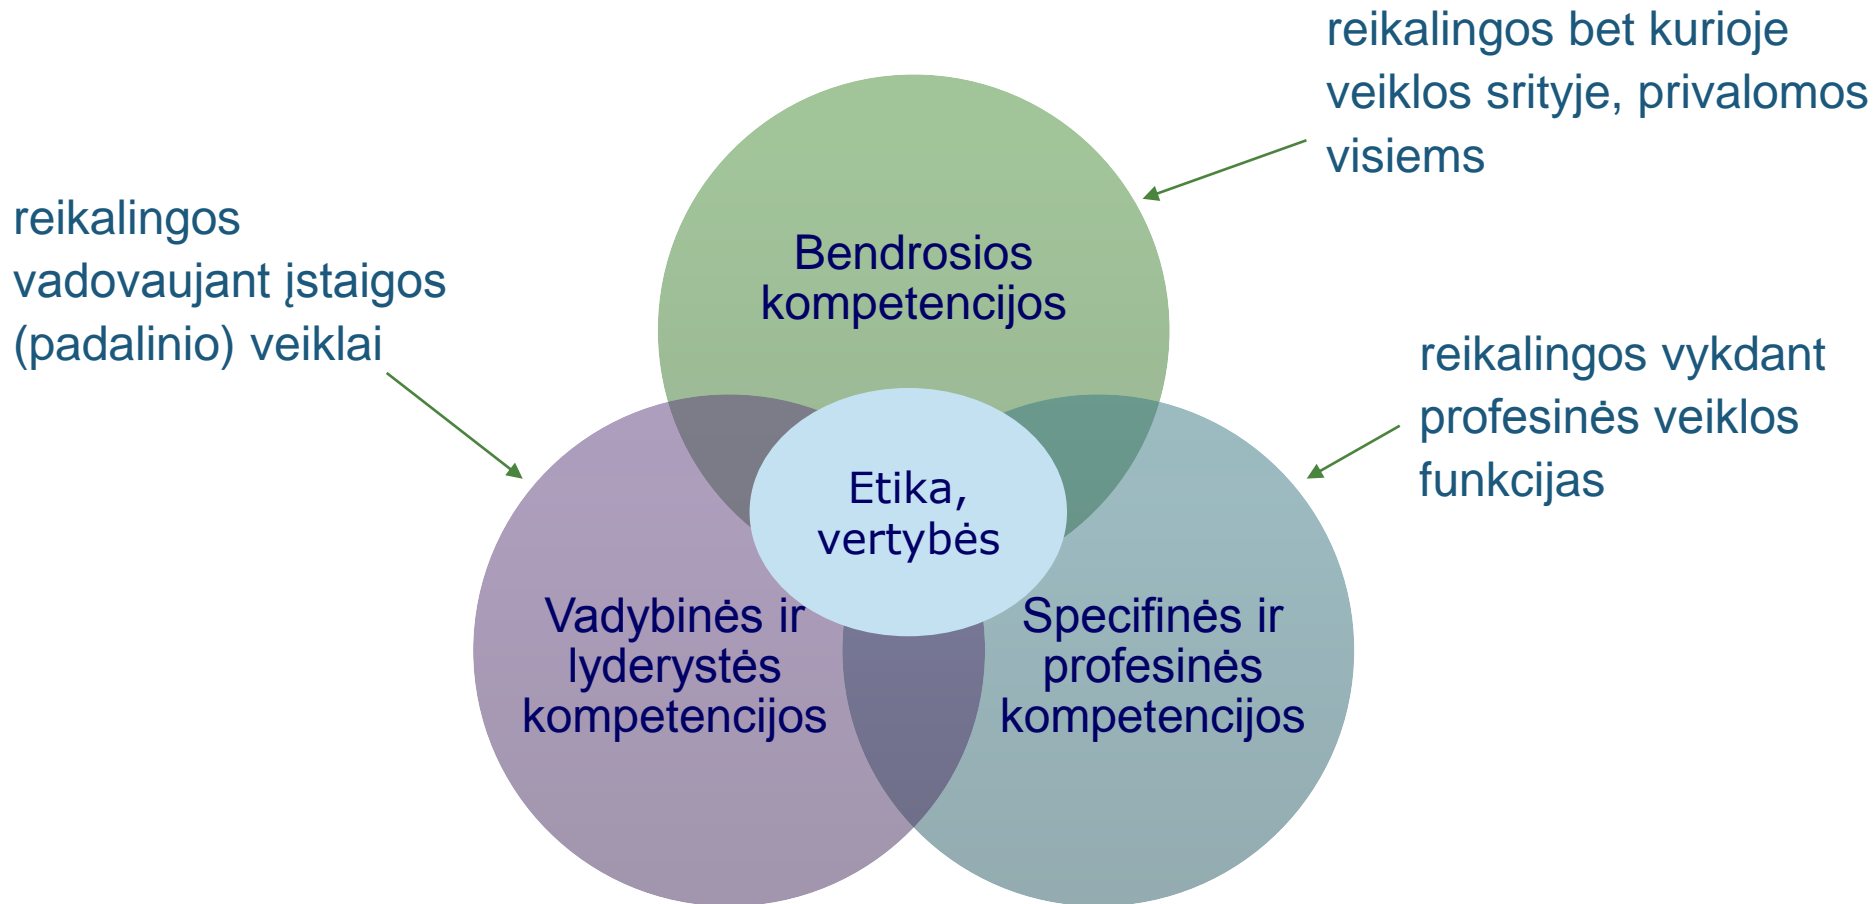 reikalingos bet kurioje
veiklos srityje, privalomos
visiems
reikalingos
vadovaujant įstaigos
(padalinio) veiklai
Bendrosios
kompetencijos
reikalingos vykdant
profesinės veiklos
funkcijas
Etika,
vertybės
Vadybinės ir
lyderystės
kompetencijos
Specifinės ir
profesinės
kompetencijos